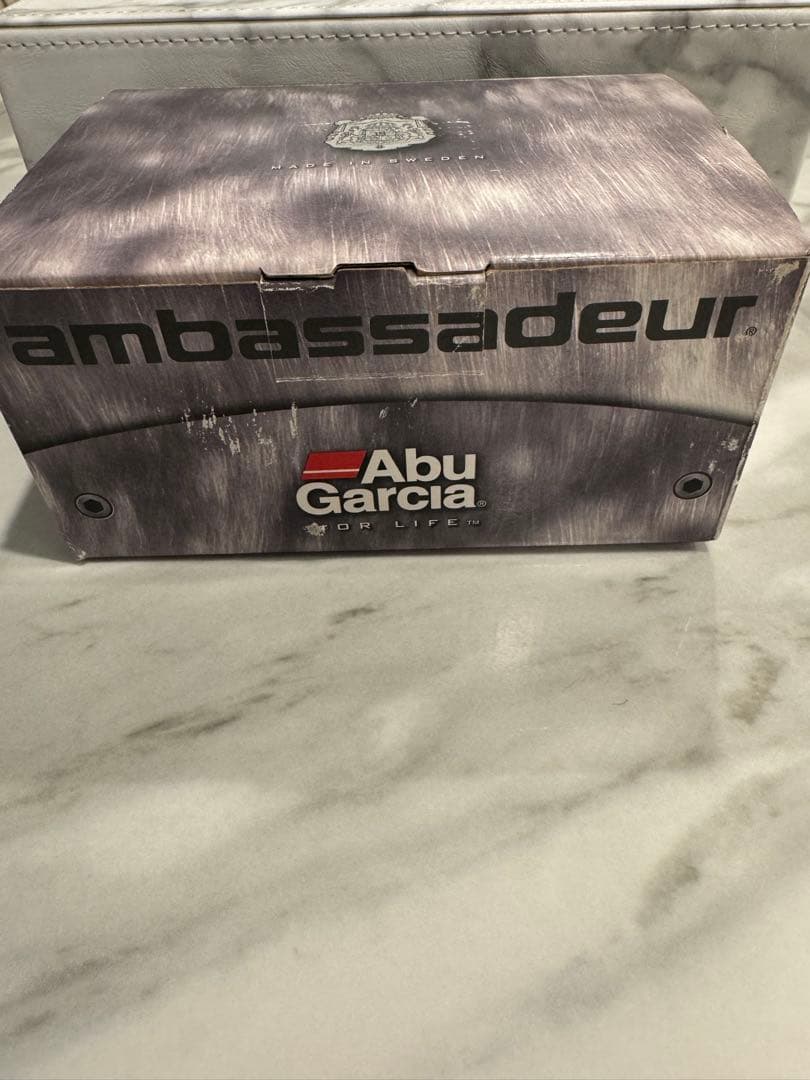 MADE IN SWEDEN
ambassadeur®
Abu
Garcia®
FOR LIFE™